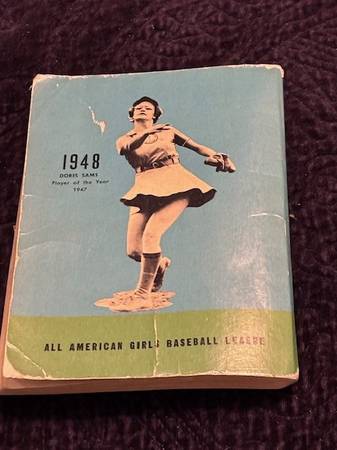 1948
DORIS SAMS
Player of the Year
1947
ALL AMERICAN GIRLS BASEBALL LEAGUE